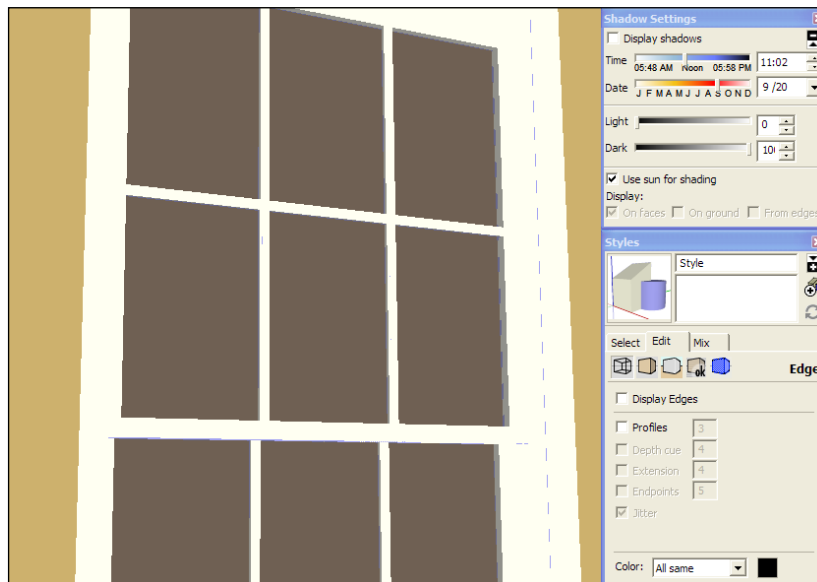 Shadow Settings
Display shadows
Time 05:48 AM Noon 05:58 PM 11:02
Date J F M A M J J A S O N D 9 /20
Light 0
Dark
Use sun for shading
Display:
On faces On ground From edges
Styles
Style
Select Edit Mix
ok Edge
Display Edges
Profiles 3
Depth cue 4
Extension 4
Endpoints 5
Jitter
Color: All same